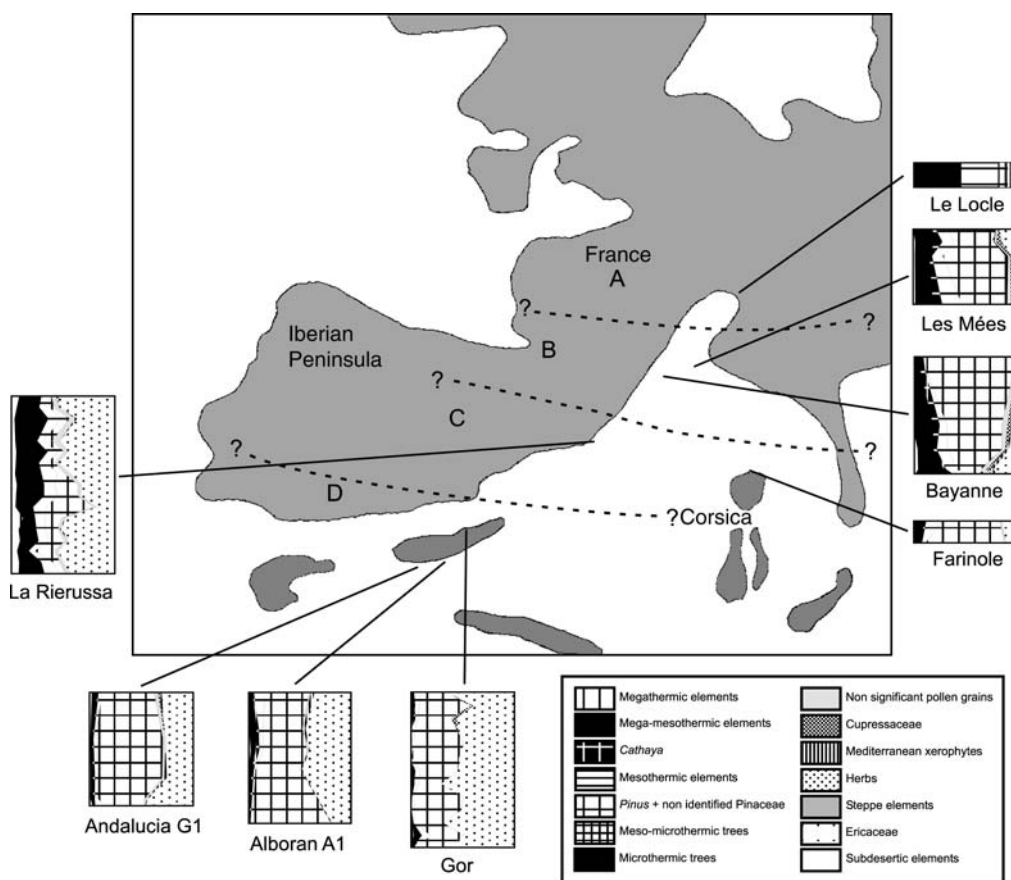 Le Locle
France
A
Les Mées
?
?
Iberian
Peninsula
B
?
C
?
Bayanne
?
D
?Corsica
Farinole
La Rierussa
Andalucia G1
Alboran A1
Gor
Megathermic elements
Mega-mesothermic elements
Cathaya
Mesothermic elements
Pinus + non identified Pinaceae
Meso-microthermic trees
Microthermic trees
Non significant pollen grains
Cupressaceae
Mediterranean xerophytes
Herbs
Steppe elements
Ericaceae
Subdesertic elements